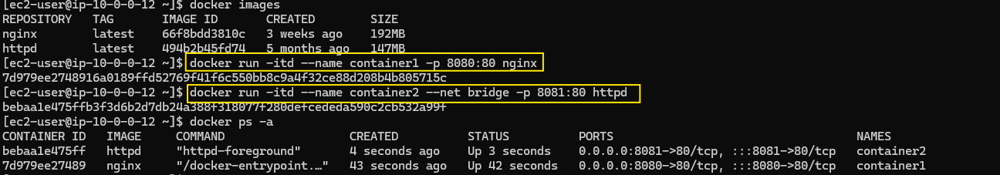 [ec2-user@ip-10-0-0-12 ~]$ docker images
REPOSITORY   TAG       IMAGE ID       CREATED        SIZE
nginx        latest    66f8bdd3810c   3 weeks ago    192MB
httpd        latest    494b2b45fd74   5 months ago   147MB
[ec2-user@ip-10-0-0-12 ~]$ docker run -itd --name container1 -p 8080:80 nginx
7d979ee2748916a0189ffd52769f41f6c550bb8c9a4f32ce88d208b4b805715c
[ec2-user@ip-10-0-0-12 ~]$ docker run -itd --name container2 --net bridge -p 8081:80 httpd
bebaa1e475ffb3f3d6b2d7db24a388f318077f280defcededa590c2cb532a99f
[ec2-user@ip-10-0-0-12 ~]$ docker ps -a
CONTAINER ID   IMAGE     COMMAND                  CREATED          STATUS          PORTS                                   NAMES
bebaa1e475ff   httpd     "httpd-foreground"       4 seconds ago    Up 3 seconds    0.0.0.0:8081->80/tcp, :::8081->80/tcp   container2
7d979ee27489   nginx     "/docker-entrypoint.…"   43 seconds ago   Up 42 seconds   0.0.0.0:8080->80/tcp, :::8080->80/tcp   container1